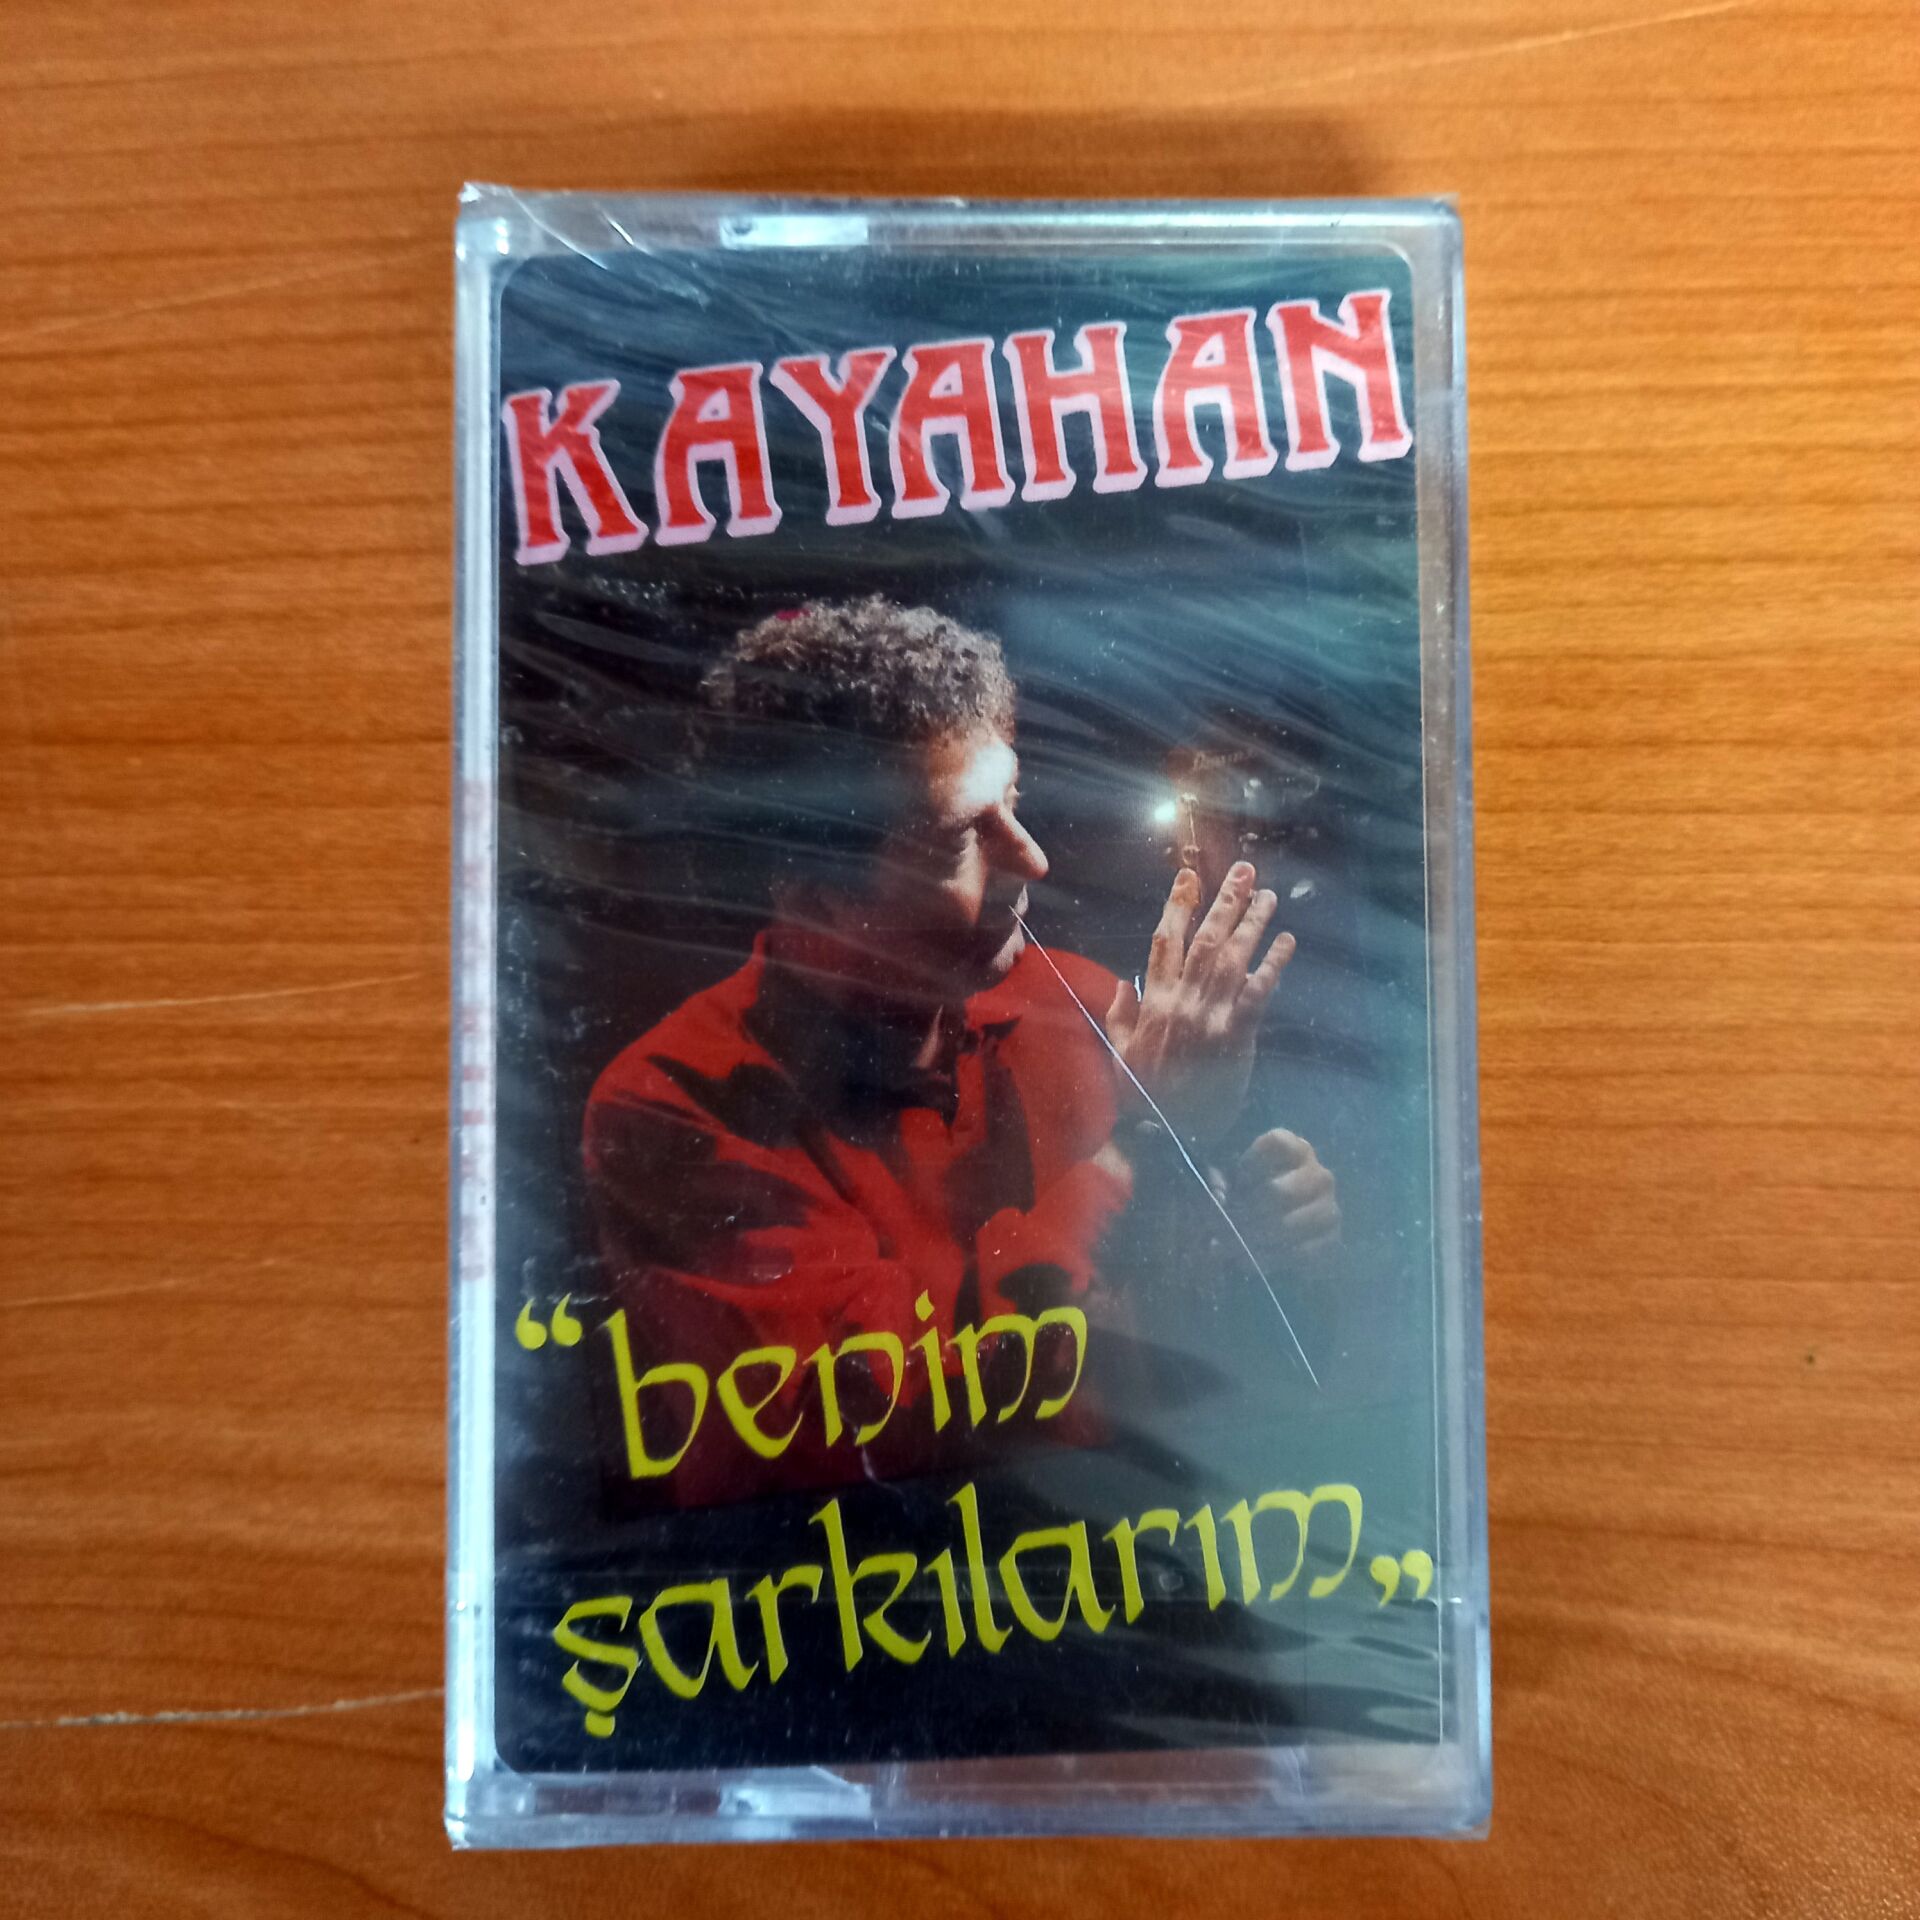 KAYAHAN
“benim
şarkılarım„